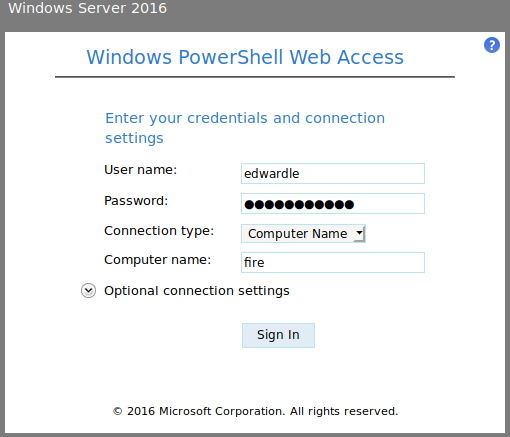 Windows Server 2016
?
Windows PowerShell Web Access
Enter your credentials and connection
settings
User name: edwardle
Password: ●●●●●●●●●●●
Connection type: Computer Name
Computer name: fire
Optional connection settings
Sign In
© 2016 Microsoft Corporation. All rights reserved.